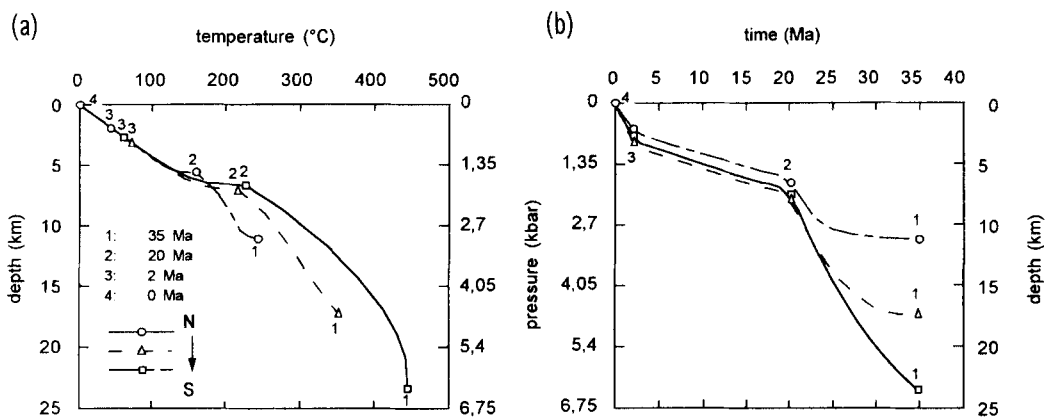 (a)
temperature (°C)
0 100 200 300 400 500
depth (km)
0
5
10
15
20
25
0
1,35
2,7
4,05
5,4
6,75
4
3
3
3
2
2
2
1
1
1
1: 35 Ma
2: 20 Ma
3: 2 Ma
4: 0 Ma
N
S
(b)
time (Ma)
0 5 10 15 20 25 30 35 40
pressure (kbar)
0
1,35
2,7
4,05
5,4
6,75
depth (km)
0
5
10
15
20
25
4
3
2
1
1
1